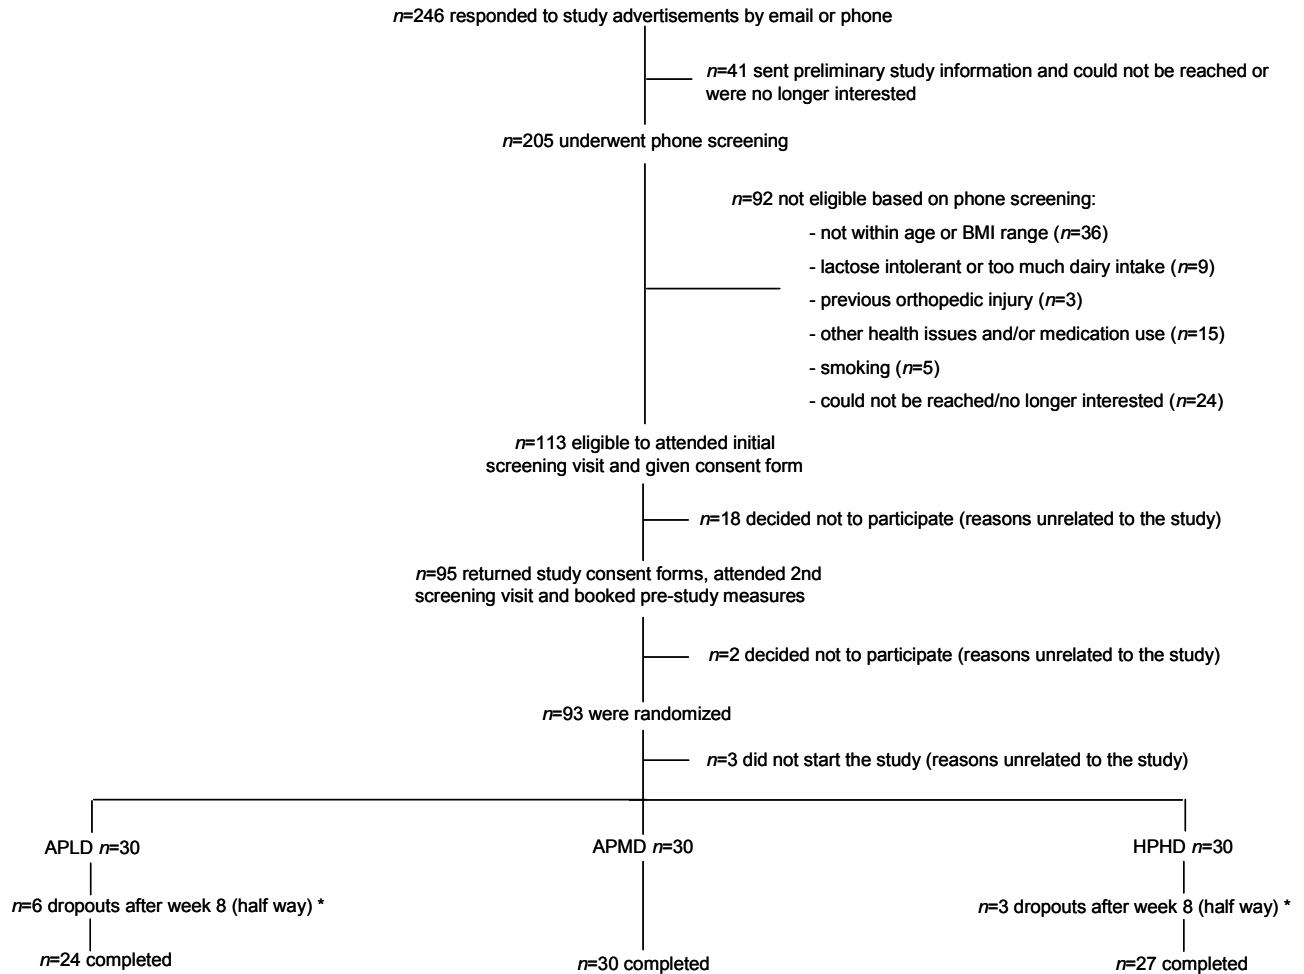 n=246 responded to study advertisements by email or phone
n=41 sent preliminary study information and could not be reached or
were no longer interested
n=205 underwent phone screening
n=92 not eligible based on phone screening:
- not within age or BMI range (n=36)
- lactose intolerant or too much dairy intake (n=9)
- previous orthopedic injury (n=3)
- other health issues and/or medication use (n=15)
- smoking (n=5)
- could not be reached/no longer interested (n=24)
n=113 eligible to attended initial
screening visit and given consent form
n=18 decided not to participate (reasons unrelated to the study)
n=95 returned study consent forms, attended 2nd
screening visit and booked pre-study measures
n=2 decided not to participate (reasons unrelated to the study)
n=93 were randomized
n=3 did not start the study (reasons unrelated to the study)
APLD n=30
APMD n=30
HPHD n=30
n=6 dropouts after week 8 (half way) *
n=3 dropouts after week 8 (half way) *
n=24 completed
n=30 completed
n=27 completed